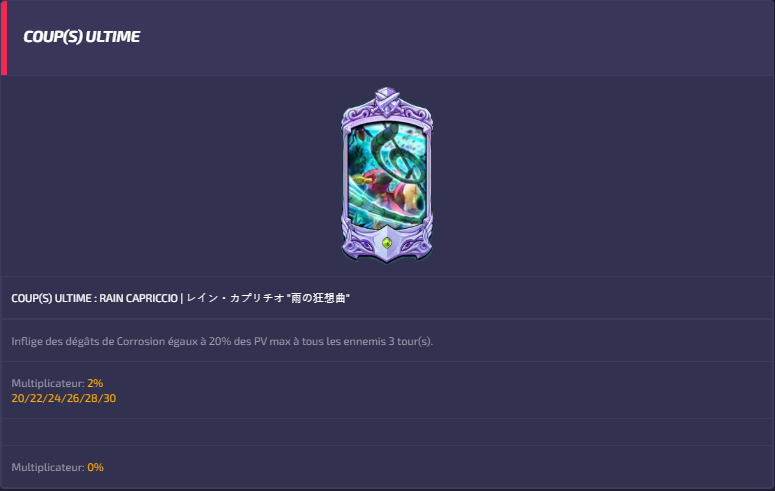 COUP(S) ULTIME
COUP(S) ULTIME : RAIN CAPRICCIO | レイン・カプリチオ "雨の狂想曲"
Inflige des dégâts de Corrosion égaux à 20% des PV max à tous les ennemis 3 tour(s).
Multiplicateur: 2%
20/22/24/26/28/30
Multiplicateur: 0%